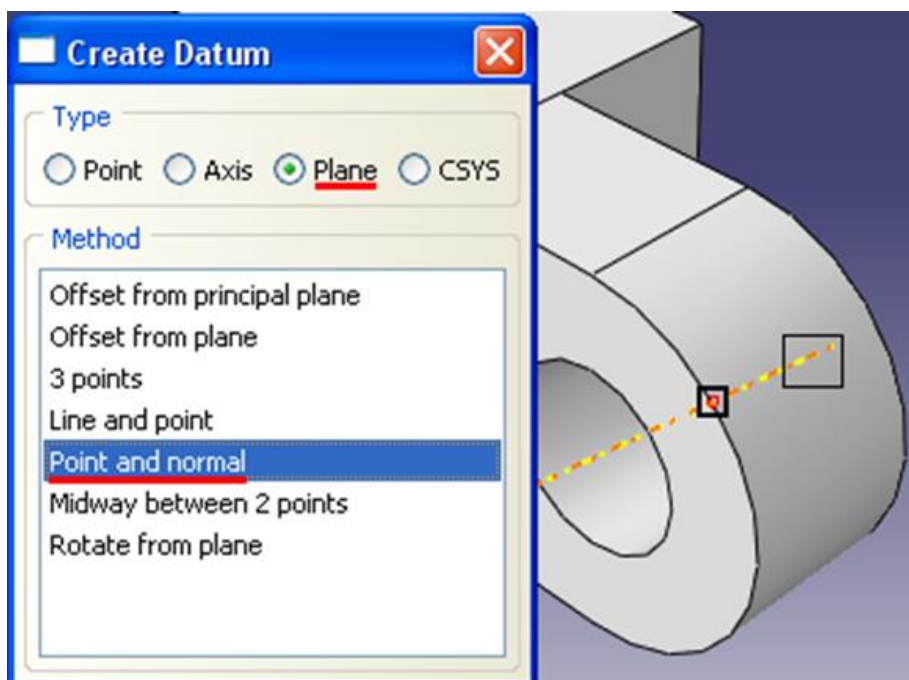 Create Datum
Type
Point Axis Plane CSYS
Method
Offset from principal plane
Offset from plane
3 points
Line and point
Point and normal
Midway between 2 points
Rotate from plane